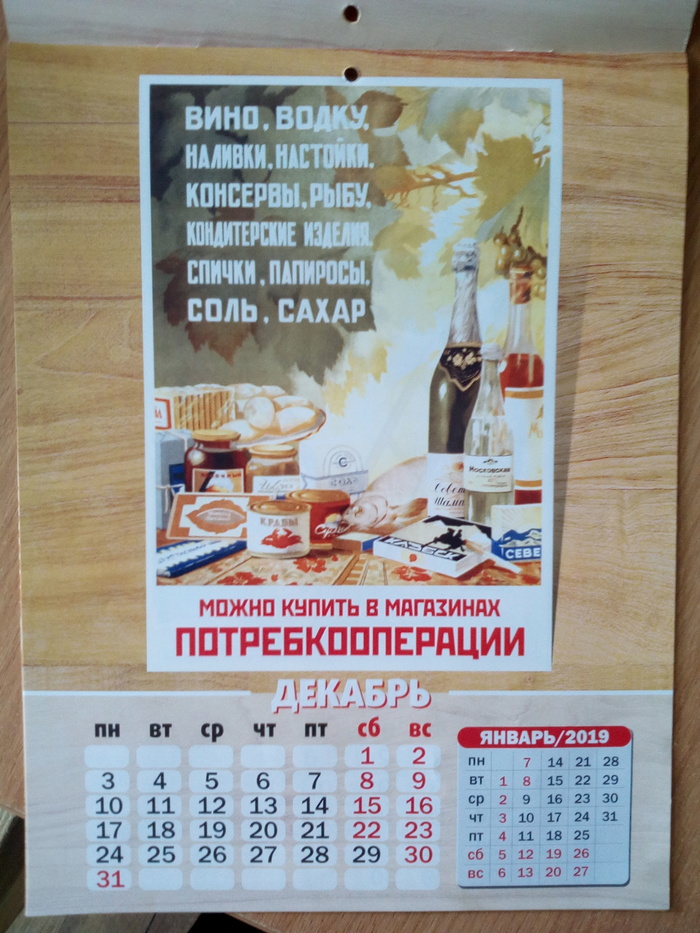 ВИНО, ВОДКУ,
НАЛИВКИ, НАСТОЙКИ,
КОНСЕРВЫ, РЫБУ,
КОНДИТЕРСКИЕ ИЗДЕЛИЯ,
СПИЧКИ, ПАПИРОСЫ,
СОЛЬ, САХАР
МОСКОВСКАЯ
КРАБЫ
КАЗБЕК
СЕВЕ
МОЖНО КУПИТЬ В МАГАЗИНАХ
ПОТРЕБКООПЕРАЦИИ
ДЕКАБРЬ
ПН ВТ СР ЧТ ПТ СБ ВС
1 2
3 4 5 6 7 8 9
10 11 12 13 14 15 16
17 18 19 20 21 22 23
24 25 26 27 28 29 30
31
ЯНВАРЬ/2019
ПН 7 14 21 28
ВТ 1 8 15 22 29
СР 2 9 16 23 30
ЧТ 3 10 17 24 31
ПТ 4 11 18 25
СБ 5 12 19 26
ВС 6 13 20 27